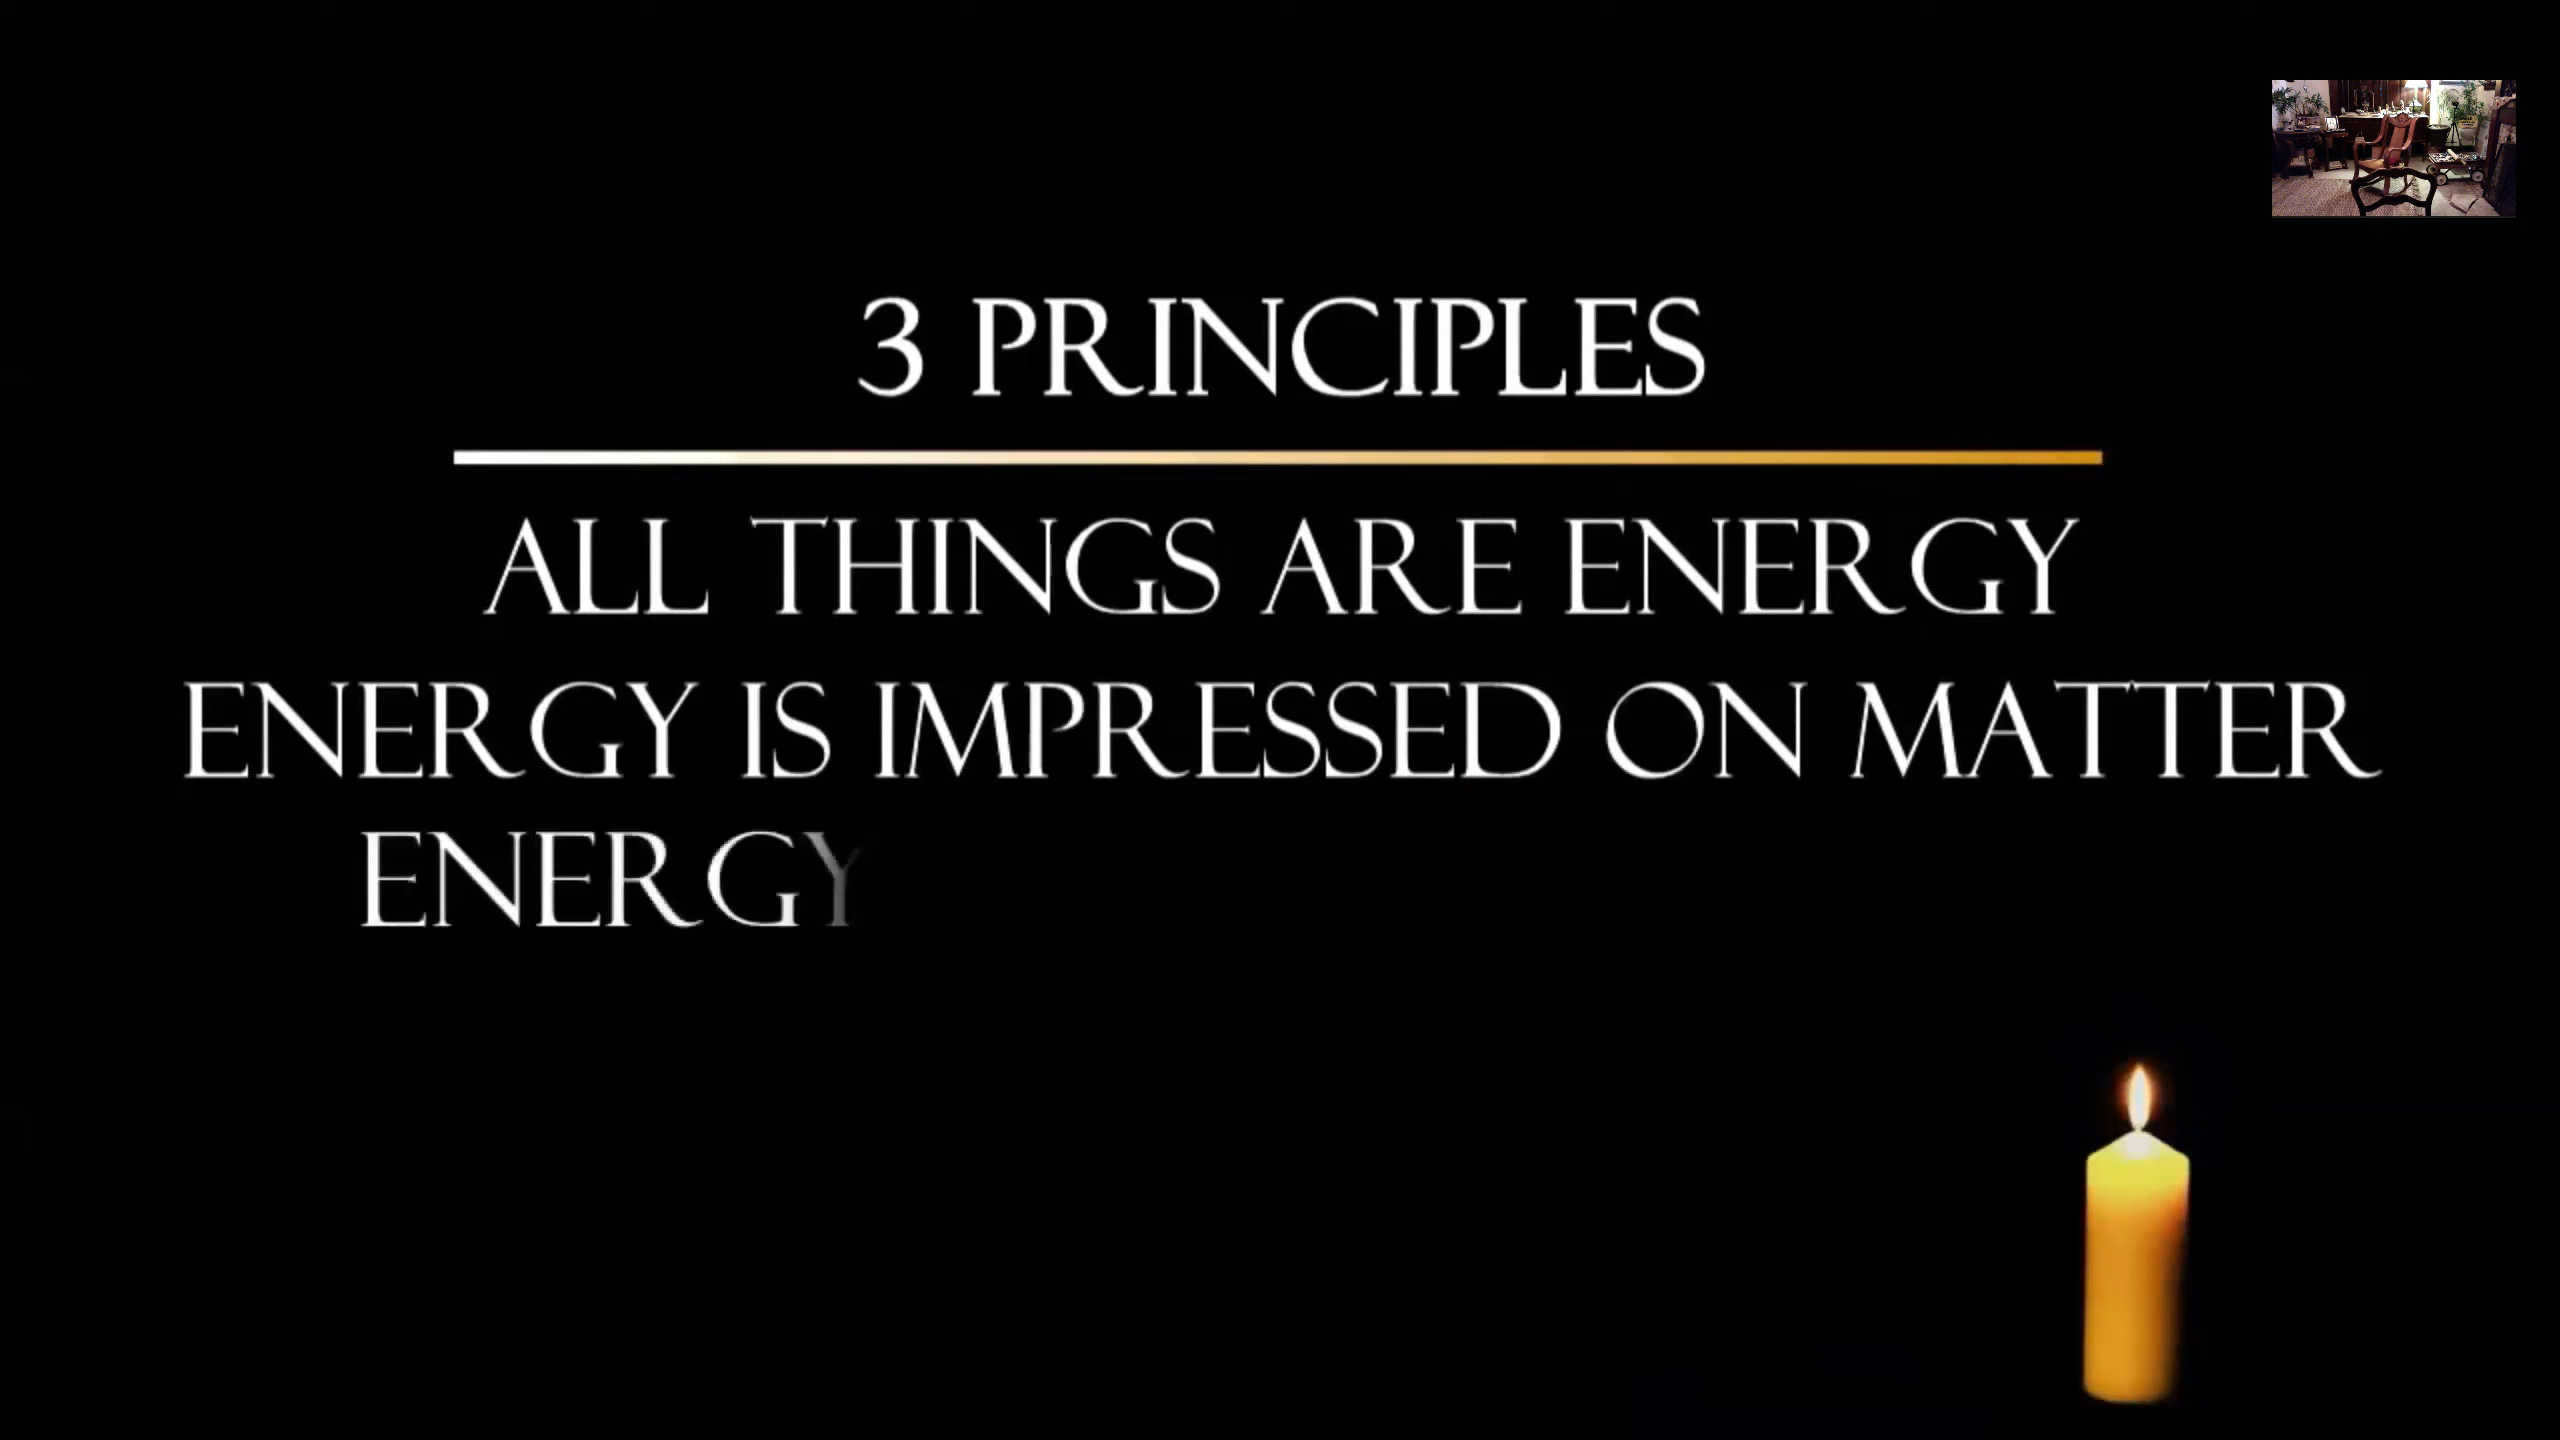 3 PRINCIPLES
ALL THINGS ARE ENERGY
ENERGY IS IMPRESSED ON MATTER
ENERGY